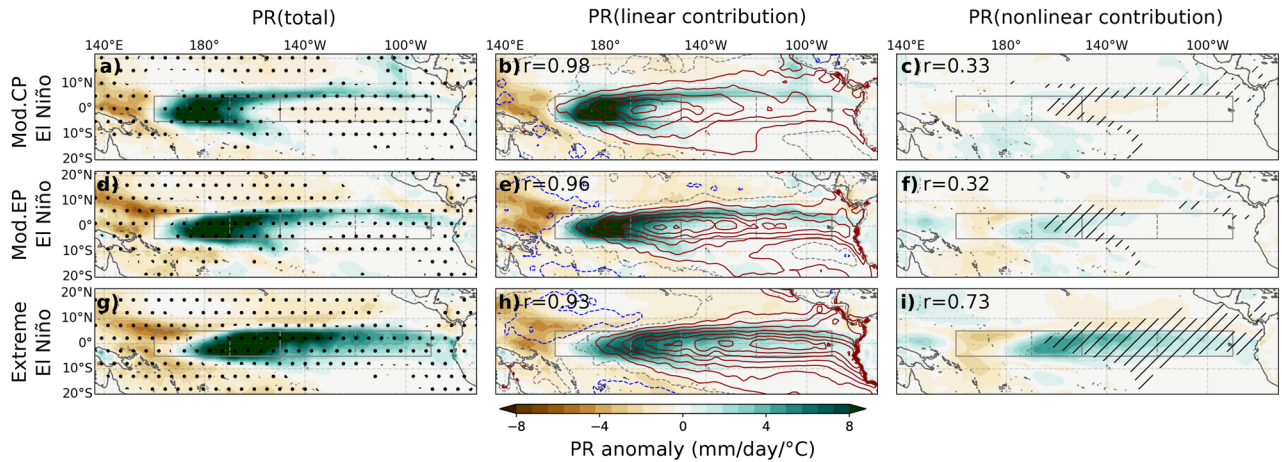 PR(total) PR(linear contribution) PR(nonlinear contribution)
140°E 180° 140°W 100°W 140°E 180° 140°W 100°W 140°E 180° 140°W 100°W
Mod.CP
El Niño
10°N
0°
10°S
20°S
a)
b) r=0.98
c) r=0.33
Mod.EP
El Niño
20°N
10°N
0°
10°S
20°S
d)
e) r=0.96
f) r=0.32
Extreme
El Niño
20°N
10°N
0°
10°S
20°S
g)
h) r=0.93
i) r=0.73
−8 −4 0 4 8
PR anomaly (mm/day/°C)